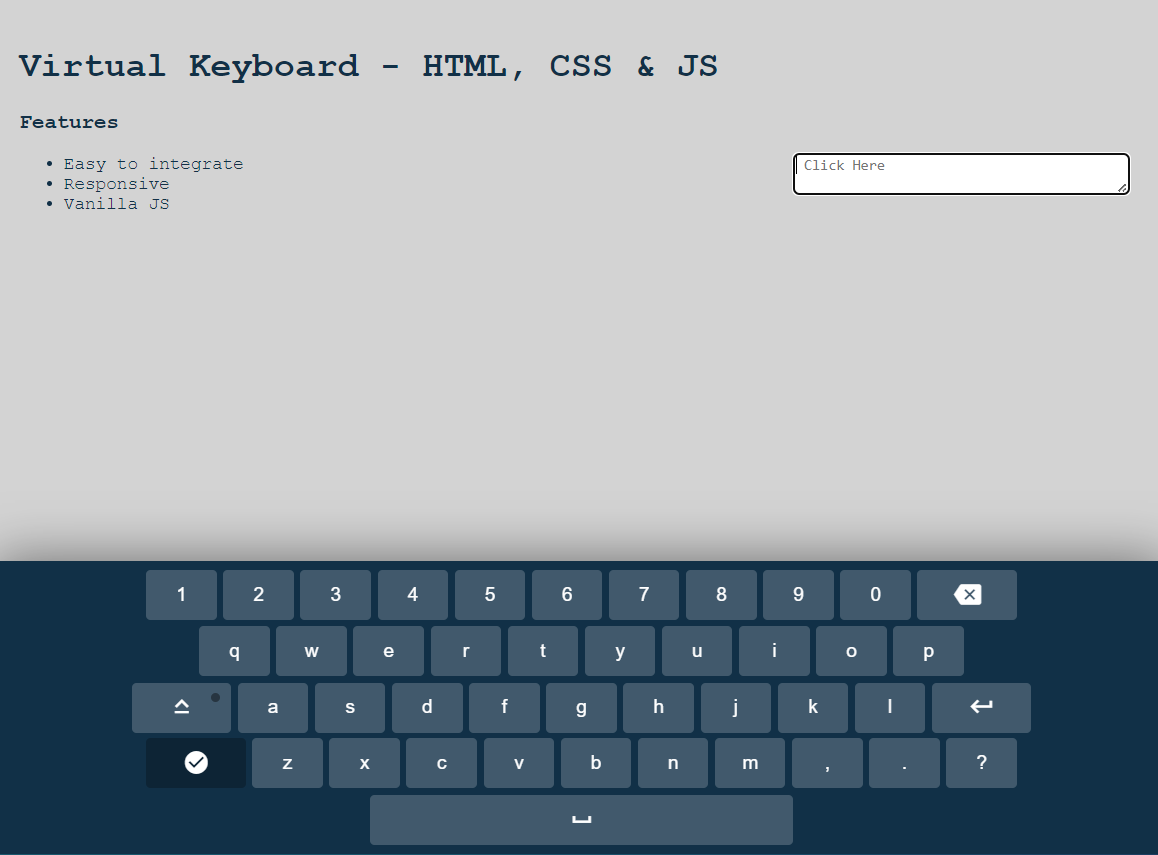 Virtual Keyboard - HTML, CSS & JS
Features
• Easy to integrate
• Responsive
• Vanilla JS
Click Here
1 2 3 4 5 6 7 8 9 0
q w e r t y u i o p
a s d f g h j k l
z x c v b n m , . ?